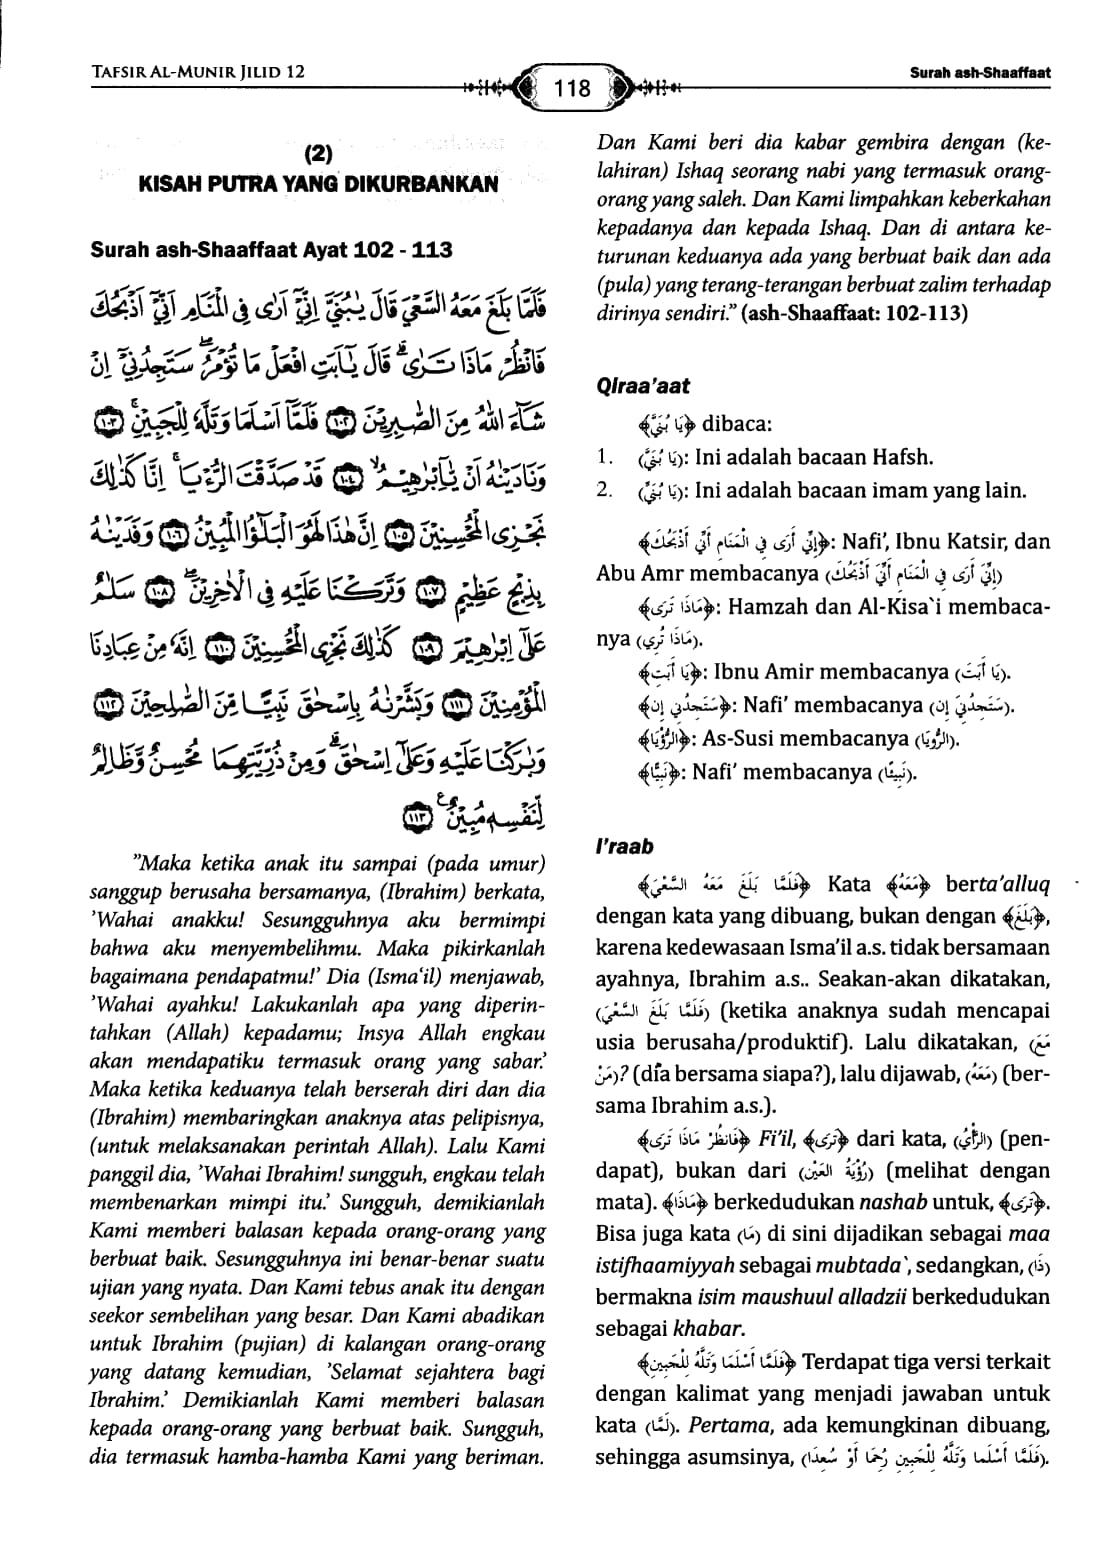 TAFSIR AL-MUNIR JILID 12
118
Surah ash-Shaaffaat
(2)
KISAH PUTRA YANG DIKURBANKAN
Surah ash-Shaaffaat Ayat 102 - 113
فَلَمَّا بَلَغَ مَعَهُ السَّعْيَ قَالَ يٰبُنَيَّ اِنِّيْٓ اَرٰى فِى الْمَنَامِ اَنِّيْٓ اَذْبَحُكَ
فَانْظُرْ مَاذَا تَرٰىۗ قَالَ يٰٓاَبَتِ افْعَلْ مَا تُؤْمَرُۖ سَتَجِدُنِيْٓ اِنْ
شَاۤءَ اللّٰهُ مِنَ الصّٰبِرِيْنَ ١٠٢ فَلَمَّآ اَسْلَمَا وَتَلَّهٗ لِلْجَبِيْنِۚ ١٠٣
وَنَادَيْنٰهُ اَنْ يّٰٓاِبْرٰهِيْمُۙ ١٠٤ قَدْ صَدَّقْتَ الرُّءْيَاۚ اِنَّا كَذٰلِكَ
نَجْزِى الْمُحْسِنِيْنَ ١٠٥ اِنَّ هٰذَا لَهُوَ الْبَلٰۤؤُا الْمُبِيْنُ ١٠٦ وَفَدَيْنٰهُ
بِذِبْحٍ عَظِيْمٍ ١٠٧ وَتَرَكْنَا عَلَيْهِ فِى الْاٰخِرِيْنَۖ ١٠٨ سَلٰمٌ
عَلٰٓى اِبْرٰهِيْمَ ١٠٩ كَذٰلِكَ نَجْزِى الْمُحْسِنِيْنَ ١١٠ اِنَّهٗ مِنْ عِبَادِنَا
الْمُؤْمِنِيْنَ ١١١ وَبَشَّرْنٰهُ بِاِسْحٰقَ نَبِيًّا مِّنَ الصّٰلِحِيْنَ ١١٢
وَبٰرَكْنَا عَلَيْهِ وَعَلٰٓى اِسْحٰقَۗ وَمِنْ ذُرِّيَّتِهِمَا مُحْسِنٌ وَّظَالِمٌ
لِّنَفْسِهٖ مُبِيْنٌ ࣖ ١١٣
"Maka ketika anak itu sampai (pada umur)
sanggup berusaha bersamanya, (Ibrahim) berkata,
'Wahai anakku! Sesungguhnya aku bermimpi
bahwa aku menyembelihmu. Maka pikirkanlah
bagaimana pendapatmu!' Dia (Isma'il) menjawab,
'Wahai ayahku! Lakukanlah apa yang diperin-
tahkan (Allah) kepadamu; Insya Allah engkau
akan mendapatiku termasuk orang yang sabar.'
Maka ketika keduanya telah berserah diri dan dia
(Ibrahim) membaringkan anaknya atas pelipisnya,
(untuk melaksanakan perintah Allah). Lalu Kami
panggil dia, 'Wahai Ibrahim! sungguh, engkau telah
membenarkan mimpi itu.' Sungguh, demikianlah
Kami memberi balasan kepada orang-orang yang
berbuat baik. Sesungguhnya ini benar-benar suatu
ujian yang nyata. Dan Kami tebus anak itu dengan
seekor sembelihan yang besar. Dan Kami abadikan
untuk Ibrahim (pujian) di kalangan orang-orang
yang datang kemudian, 'Selamat sejahtera bagi
Ibrahim.' Demikianlah Kami memberi balasan
kepada orang-orang yang berbuat baik. Sungguh,
dia termasuk hamba-hamba Kami yang beriman.
Dan Kami beri dia kabar gembira dengan (ke-
lahiran) Ishaq seorang nabi yang termasuk orang-
orang yang saleh. Dan Kami limpahkan keberkahan
kepadanya dan kepada Ishaq. Dan di antara ke-
turunan keduanya ada yang berbuat baik dan ada
(pula) yang terang-terangan berbuat zalim terhadap
dirinya sendiri." (ash-Shaaffaat: 102-113)
Qiraa'aat
﴿يَا بُنَيَّ﴾ dibaca:
1. (يَا بُنَيَّ): Ini adalah bacaan Hafsh.
2. (يَا بُنَيِّ): Ini adalah bacaan imam yang lain.
﴿إِنِّي أَرَى فِي الْمَنَامِ أَنِّي أَذْبَحُكَ﴾: Nafi', Ibnu Katsir, dan
Abu Amr membacanya (إِنِّيَ أَرَى فِي الْمَنَامِ أَنِّيَ أَذْبَحُكَ)
﴿مَاذَا تَرَى﴾: Hamzah dan Al-Kisa`i membaca-
nya (مَاذَا تُرِي).
﴿يَا أَبَتِ﴾: Ibnu Amir membacanya (يَا أَبَتَ).
﴿سَتَجِدُنِي إِن﴾: Nafi' membacanya (سَتَجِدُنِيَ إِن).
﴿الرُّؤْيَا﴾: As-Susi membacanya (الرُّويَا).
﴿نَبِيًّا﴾: Nafi' membacanya (نَبِيئًا).
I'raab
﴿فَلَمَّا بَلَغَ مَعَهُ السَّعْيَ﴾ Kata ﴿مَعَهُ﴾ berta'alluq
dengan kata yang dibuang, bukan dengan ﴿بَلَغَ﴾,
karena kedewasaan Isma'il a.s. tidak bersamaan
ayahnya, Ibrahim a.s.. Seakan-akan dikatakan,
(فَلَمَّا بَلَغَ السَّعْيَ) (ketika anaknya sudah mencapai
usia berusaha/produktif). Lalu dikatakan, (مَعَ
مَنْ)? (dia bersama siapa?), lalu dijawab, (مَعَهُ) (ber-
sama Ibrahim a.s.).
﴿فَانظُرْ مَاذَا تَرَى﴾ Fi'il, ﴿تَرَى﴾ dari kata, (الرَّأْيُ) (pen-
dapat), bukan dari (رُؤْيَةُ الْعَيْن) (melihat dengan
mata). ﴿مَاذَا﴾ berkedudukan nashab untuk, ﴿تَرَى﴾.
Bisa juga kata (مَا) di sini dijadikan sebagai maa
istifhaamiyyah sebagai mubtada`, sedangkan, (ذَا)
bermakna isim maushuul alladzii berkedudukan
sebagai khabar.
﴿فَلَمَّا أَسْلَمَا وَتَلَّهُ لِلْجَبِينِ﴾ Terdapat tiga versi terkait
dengan kalimat yang menjadi jawaban untuk
kata (لَمَّا). Pertama, ada kemungkinan dibuang,
sehingga asumsinya, (فَلَمَّا أَسْلَمَا وَتَلَّهُ لِلْجَبِينِ رُحِمَا أَوْ سُعِدَا).